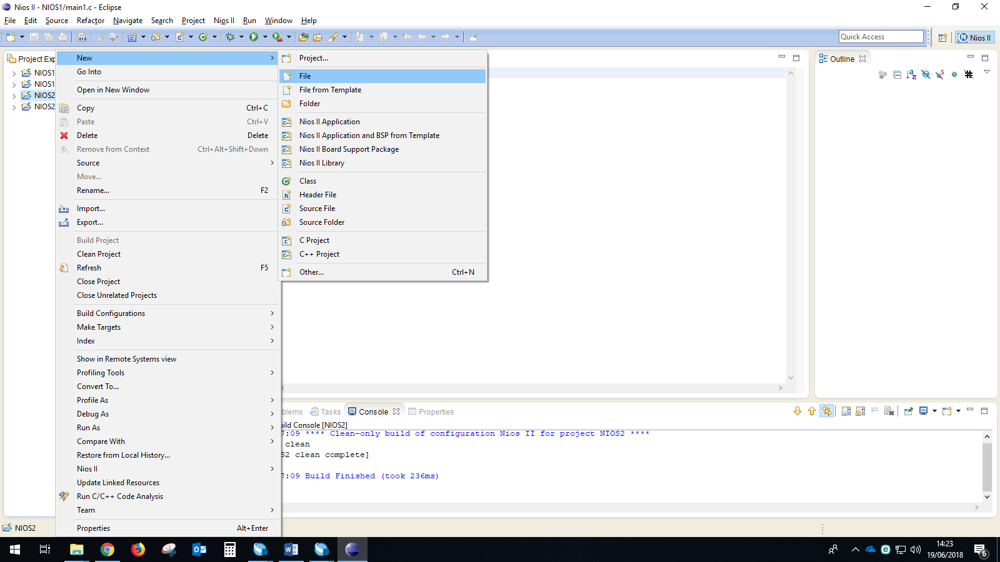 Nios II - NIOS1/main1.c - Eclipse
File Edit Source Refactor Navigate Search Project Nios II Run Window Help
Quick Access
Nios II
Project Exp
NIOS1
NIOS1
NIOS2
NIOS2
New
Go Into
Open in New Window
Copy Ctrl+C
Paste Ctrl+V
Delete Delete
Remove from Context Ctrl+Alt+Shift+Down
Source
Move...
Rename... F2
Import...
Export...
Build Project
Clean Project
Refresh F5
Close Project
Close Unrelated Projects
Build Configurations
Make Targets
Index
Show in Remote Systems view
Profiling Tools
Convert To...
Profile As
Debug As
Run As
Compare With
Restore from Local History...
Nios II
Update Linked Resources
Run C/C++ Code Analysis
Team
Properties Alt+Enter
Project...
File
File from Template
Folder
Nios II Application
Nios II Application and BSP from Template
Nios II Board Support Package
Nios II Library
Class
Header File
Source File
Source Folder
C Project
C++ Project
Other... Ctrl+N
Outline
blems Tasks Console Properties
uild Console [NIOS2]
7:09 **** Clean-only build of configuration Nios II for project NIOS2 ****
clean
S2 clean complete]
7:09 Build Finished (took 236ms)
NIOS2
14:23
19/06/2018
6